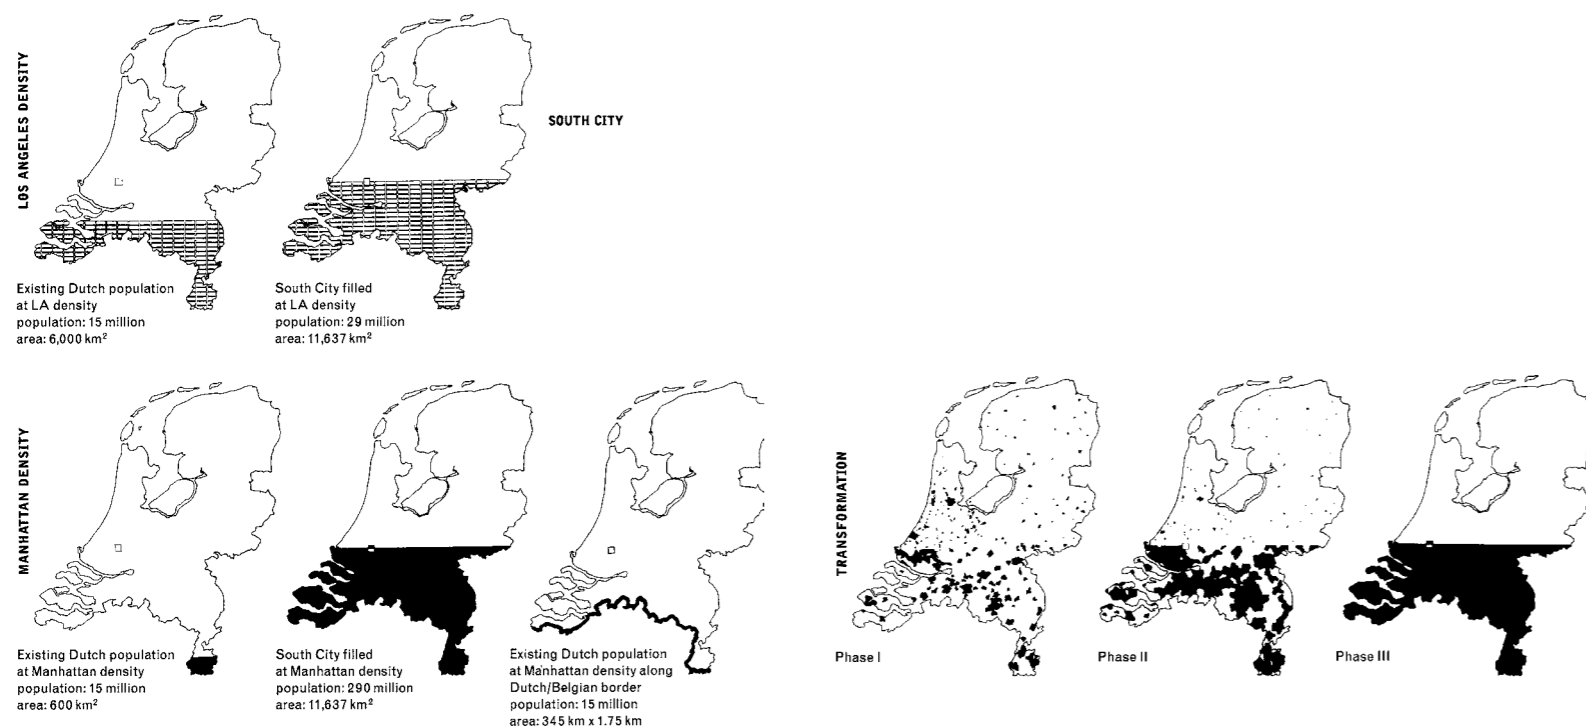 LOS ANGELES DENSITY
SOUTH CITY
Existing Dutch population
at LA density
population: 15 million
area: 6,000 km²
South City filled
at LA density
population: 29 million
area: 11,637 km²
MANHATTAN DENSITY
Existing Dutch population
at Manhattan density
population: 15 million
area: 600 km²
South City filled
at Manhattan density
population: 290 million
area: 11,637 km²
Existing Dutch population
at Manhattan density along
Dutch/Belgian border
population: 15 million
area: 345 km x 1.75 km
TRANSFORMATION
Phase I
Phase II
Phase III